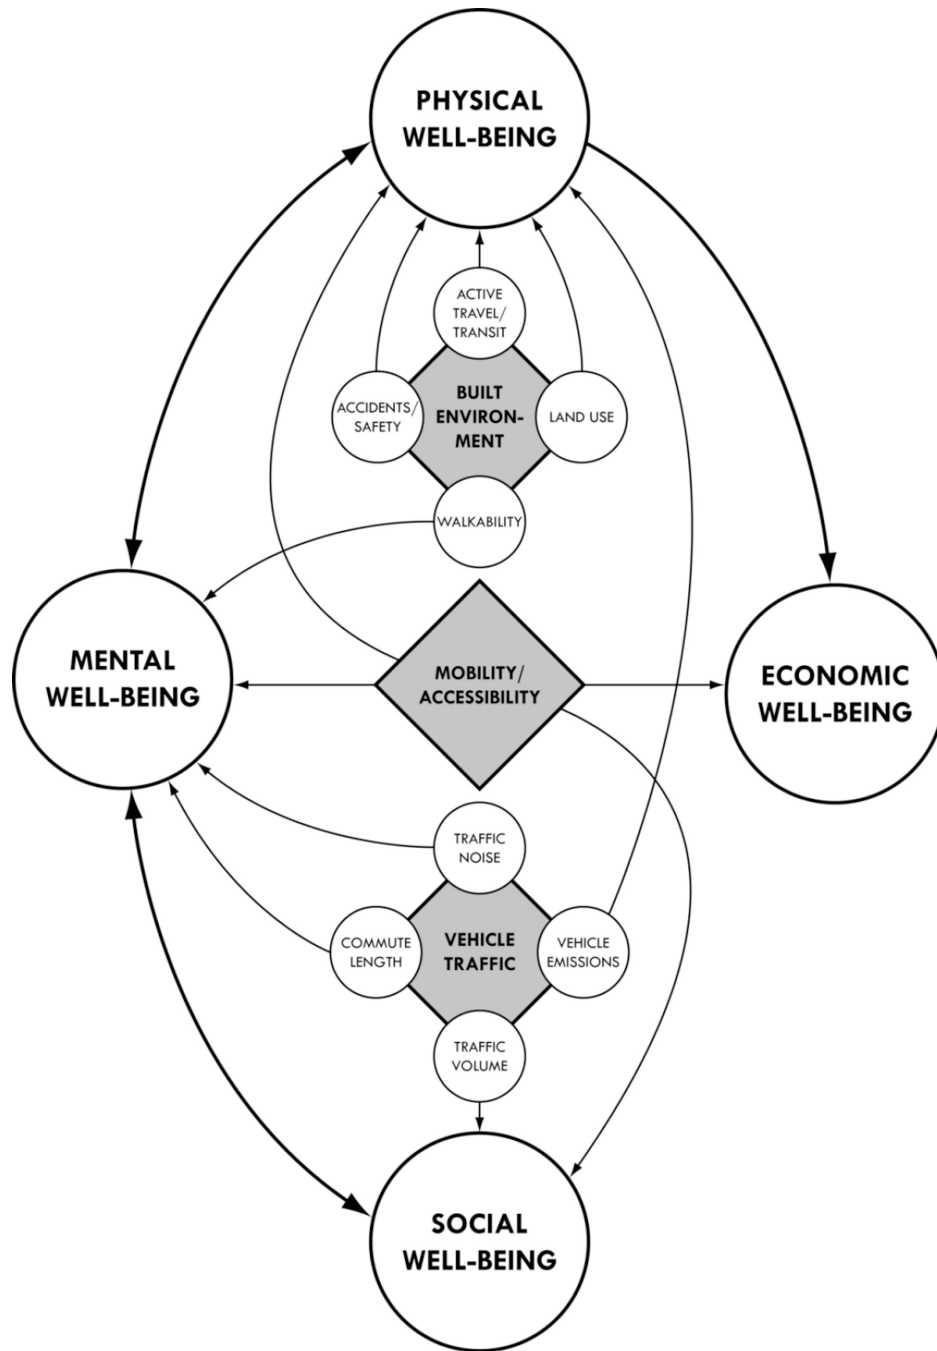 PHYSICAL
WELL-BEING
ACTIVE
TRAVEL/
TRANSIT
BUILT
ENVIRON-
MENT
ACCIDENTS/
SAFETY
LAND USE
WALKABILITY
MENTAL
WELL-BEING
MOBILITY/
ACCESSIBILITY
ECONOMIC
WELL-BEING
TRAFFIC
NOISE
COMMUTE
LENGTH
VEHICLE
TRAFFIC
VEHICLE
EMISSIONS
TRAFFIC
VOLUME
SOCIAL
WELL-BEING